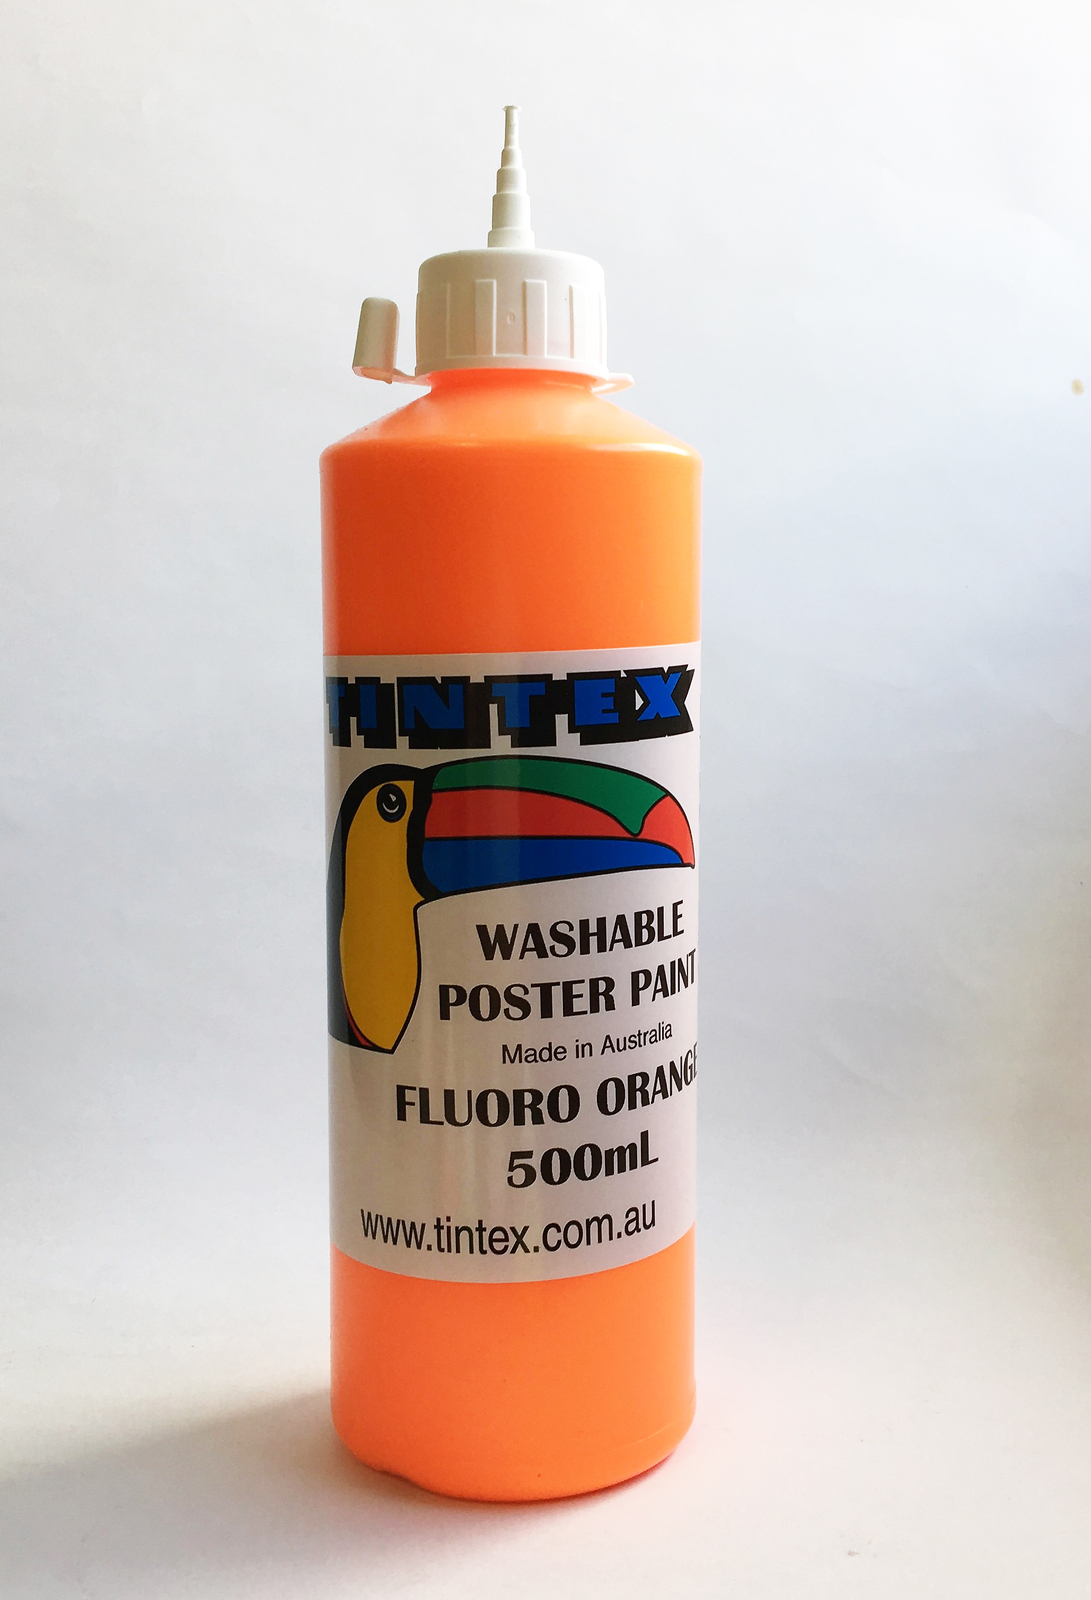 TINTEX
WASHABLE
POSTER PAINT
Made in Australia
FLUORO ORANGE
500mL
www.tintex.com.au